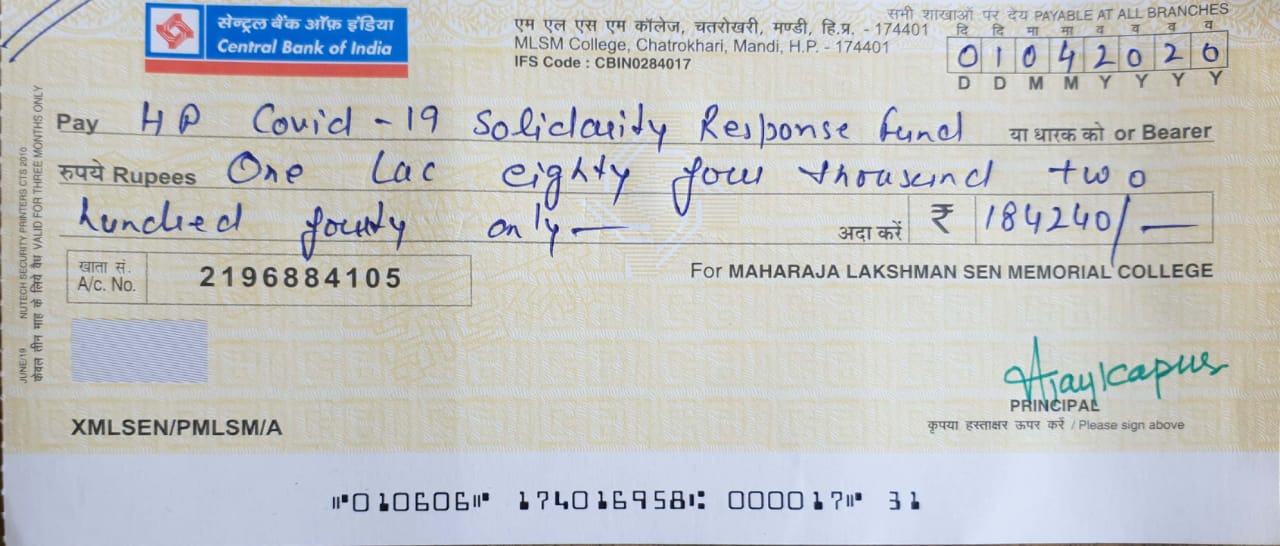 सेन्ट्रल बैंक ऑफ़ इंडिया
Central Bank of India
एम एल एस एम कॉलेज, चतरोखरी, मण्डी, हि.प्र. - 174401
MLSM College, Chatrokhari, Mandi, H.P. - 174401
IFS Code : CBIN0284017
सभी शाखाओं पर देय PAYABLE AT ALL BRANCHES
दि दि मा मा व व व व
0 1 0 4 2 0 2 0
D D M M Y Y Y Y
Pay HP Covid-19 Solidarity Response Fund या धारक को or Bearer
रुपये Rupees One Lac eighty four thousand two
hundred fourty only — अदा करें ₹ 184240/—
खाता सं.
A/c. No. 2196884105
For MAHARAJA LAKSHMAN SEN MEMORIAL COLLEGE
Ajay Kapur
PRINCIPAL
कृपया हस्ताक्षर ऊपर करें / Please sign above
XMLSEN/PMLSM/A
⑈010606⑈ 174016958⑆ 000017⑈ 31
JUNE/19 NUTECH SECURITY PRINTERS CTS 2010
केवल तीन माह के लिये वैध VALID FOR THREE MONTHS ONLY